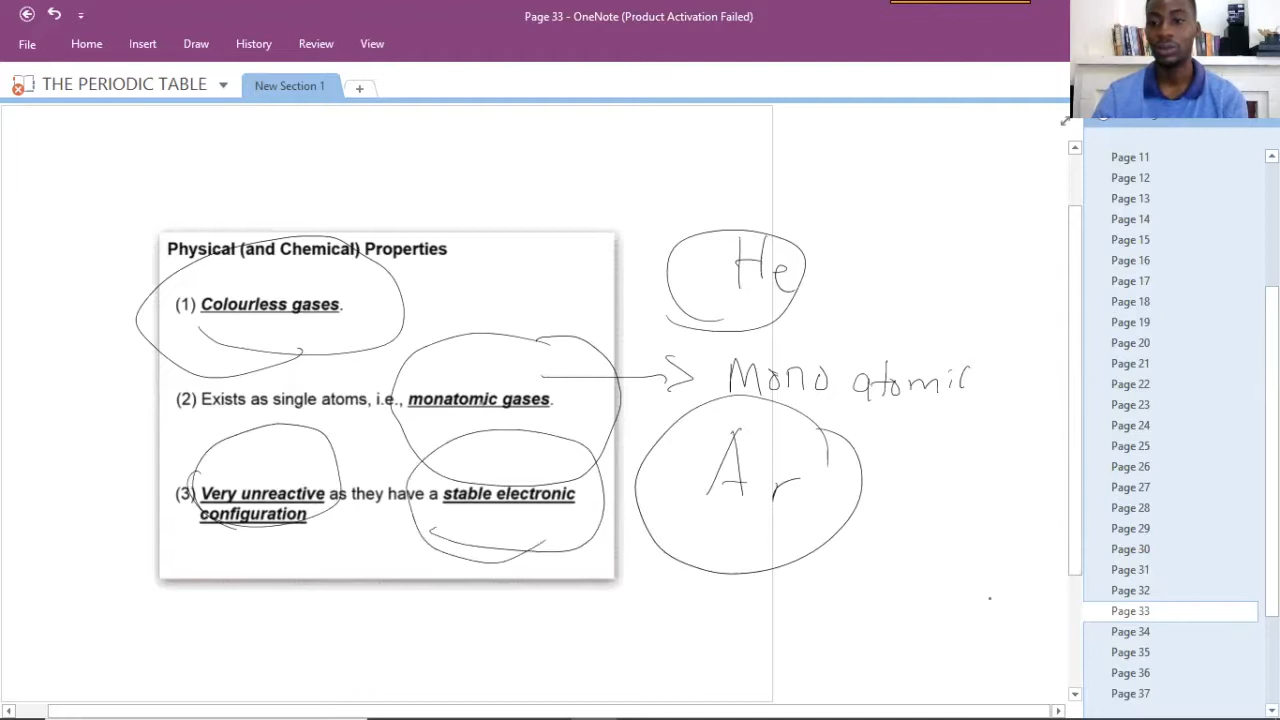 Page 33 - OneNote (Product Activation Failed)
File Home Insert Draw History Review View
THE PERIODIC TABLE New Section 1
Physical (and Chemical) Properties
(1) Colourless gases.
(2) Exists as single atoms, i.e., monatomic gases.
(3) Very unreactive as they have a stable electronic
configuration
He
Mono atomic
Ar
Page 11
Page 12
Page 13
Page 14
Page 15
Page 16
Page 17
Page 18
Page 19
Page 20
Page 21
Page 22
Page 23
Page 24
Page 25
Page 26
Page 27
Page 28
Page 29
Page 30
Page 31
Page 32
Page 33
Page 34
Page 35
Page 36
Page 37